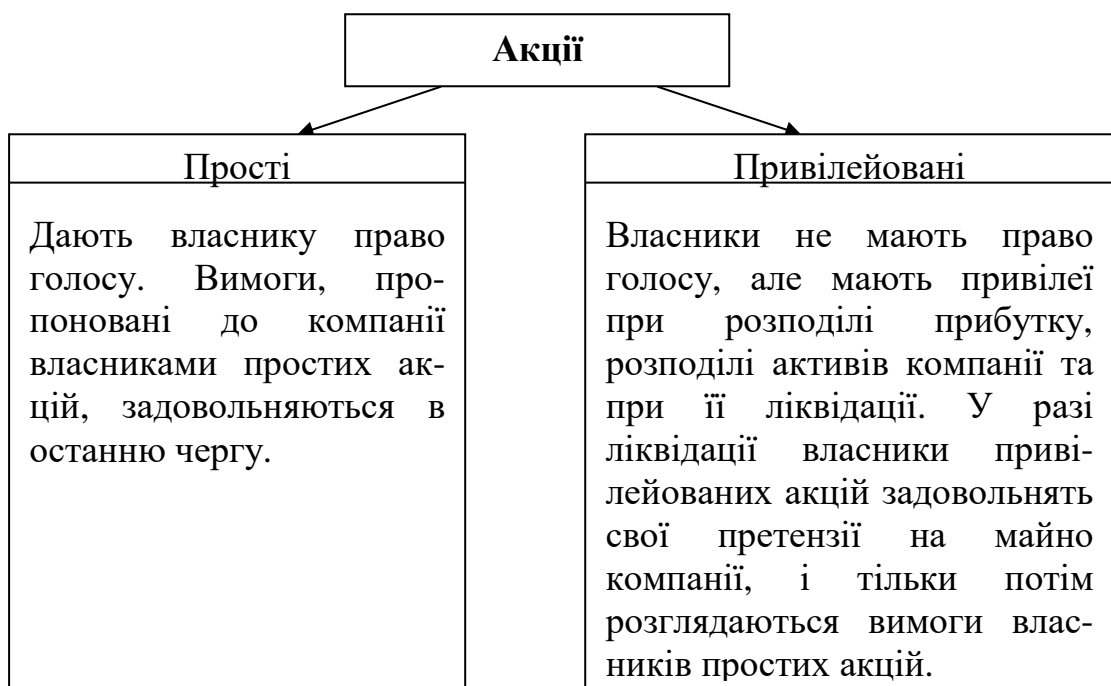 Акції
Прості
Дають власнику право
голосу. Вимоги, про-
поновані до компанії
власниками простих ак-
цій, задовольняються в
останню чергу.
Привілейовані
Власники не мають право
голосу, але мають привілеї
при розподілі прибутку,
розподілі активів компанії та
при її ліквідації. У разі
ліквідації власники приві-
лейованих акцій задовольнять
свої претензії на майно
компанії, і тільки потім
розглядаються вимоги влас-
ників простих акцій.